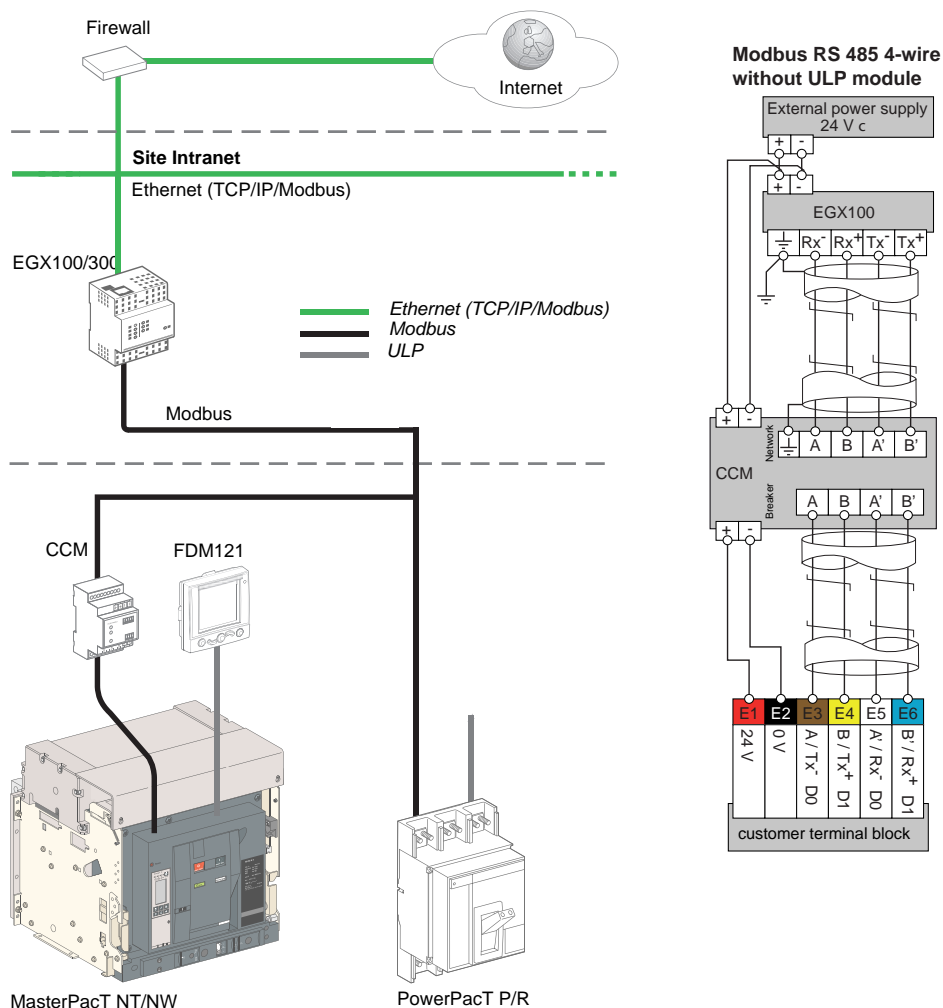 Firewall
Internet
Site Intranet
Ethernet (TCP/IP/Modbus)
EGX100/300
Ethernet (TCP/IP/Modbus)
Modbus
ULP
Modbus
CCM
FDM121
MasterPacT NT/NW
PowerPacT P/R
Modbus RS 485 4-wire
without ULP module
External power supply
24 V c
+ -
+ -
EGX100
Rx- Rx+ Tx- Tx+
+ -
Network
A B A' B'
CCM
Breaker
A B A' B'
+ -
E1 E2 E3 E4 E5 E6
24 V
0 V
A / Tx- D0
B / Tx+ D1
A' / Rx- D0
B' / Rx+ D1
customer terminal block